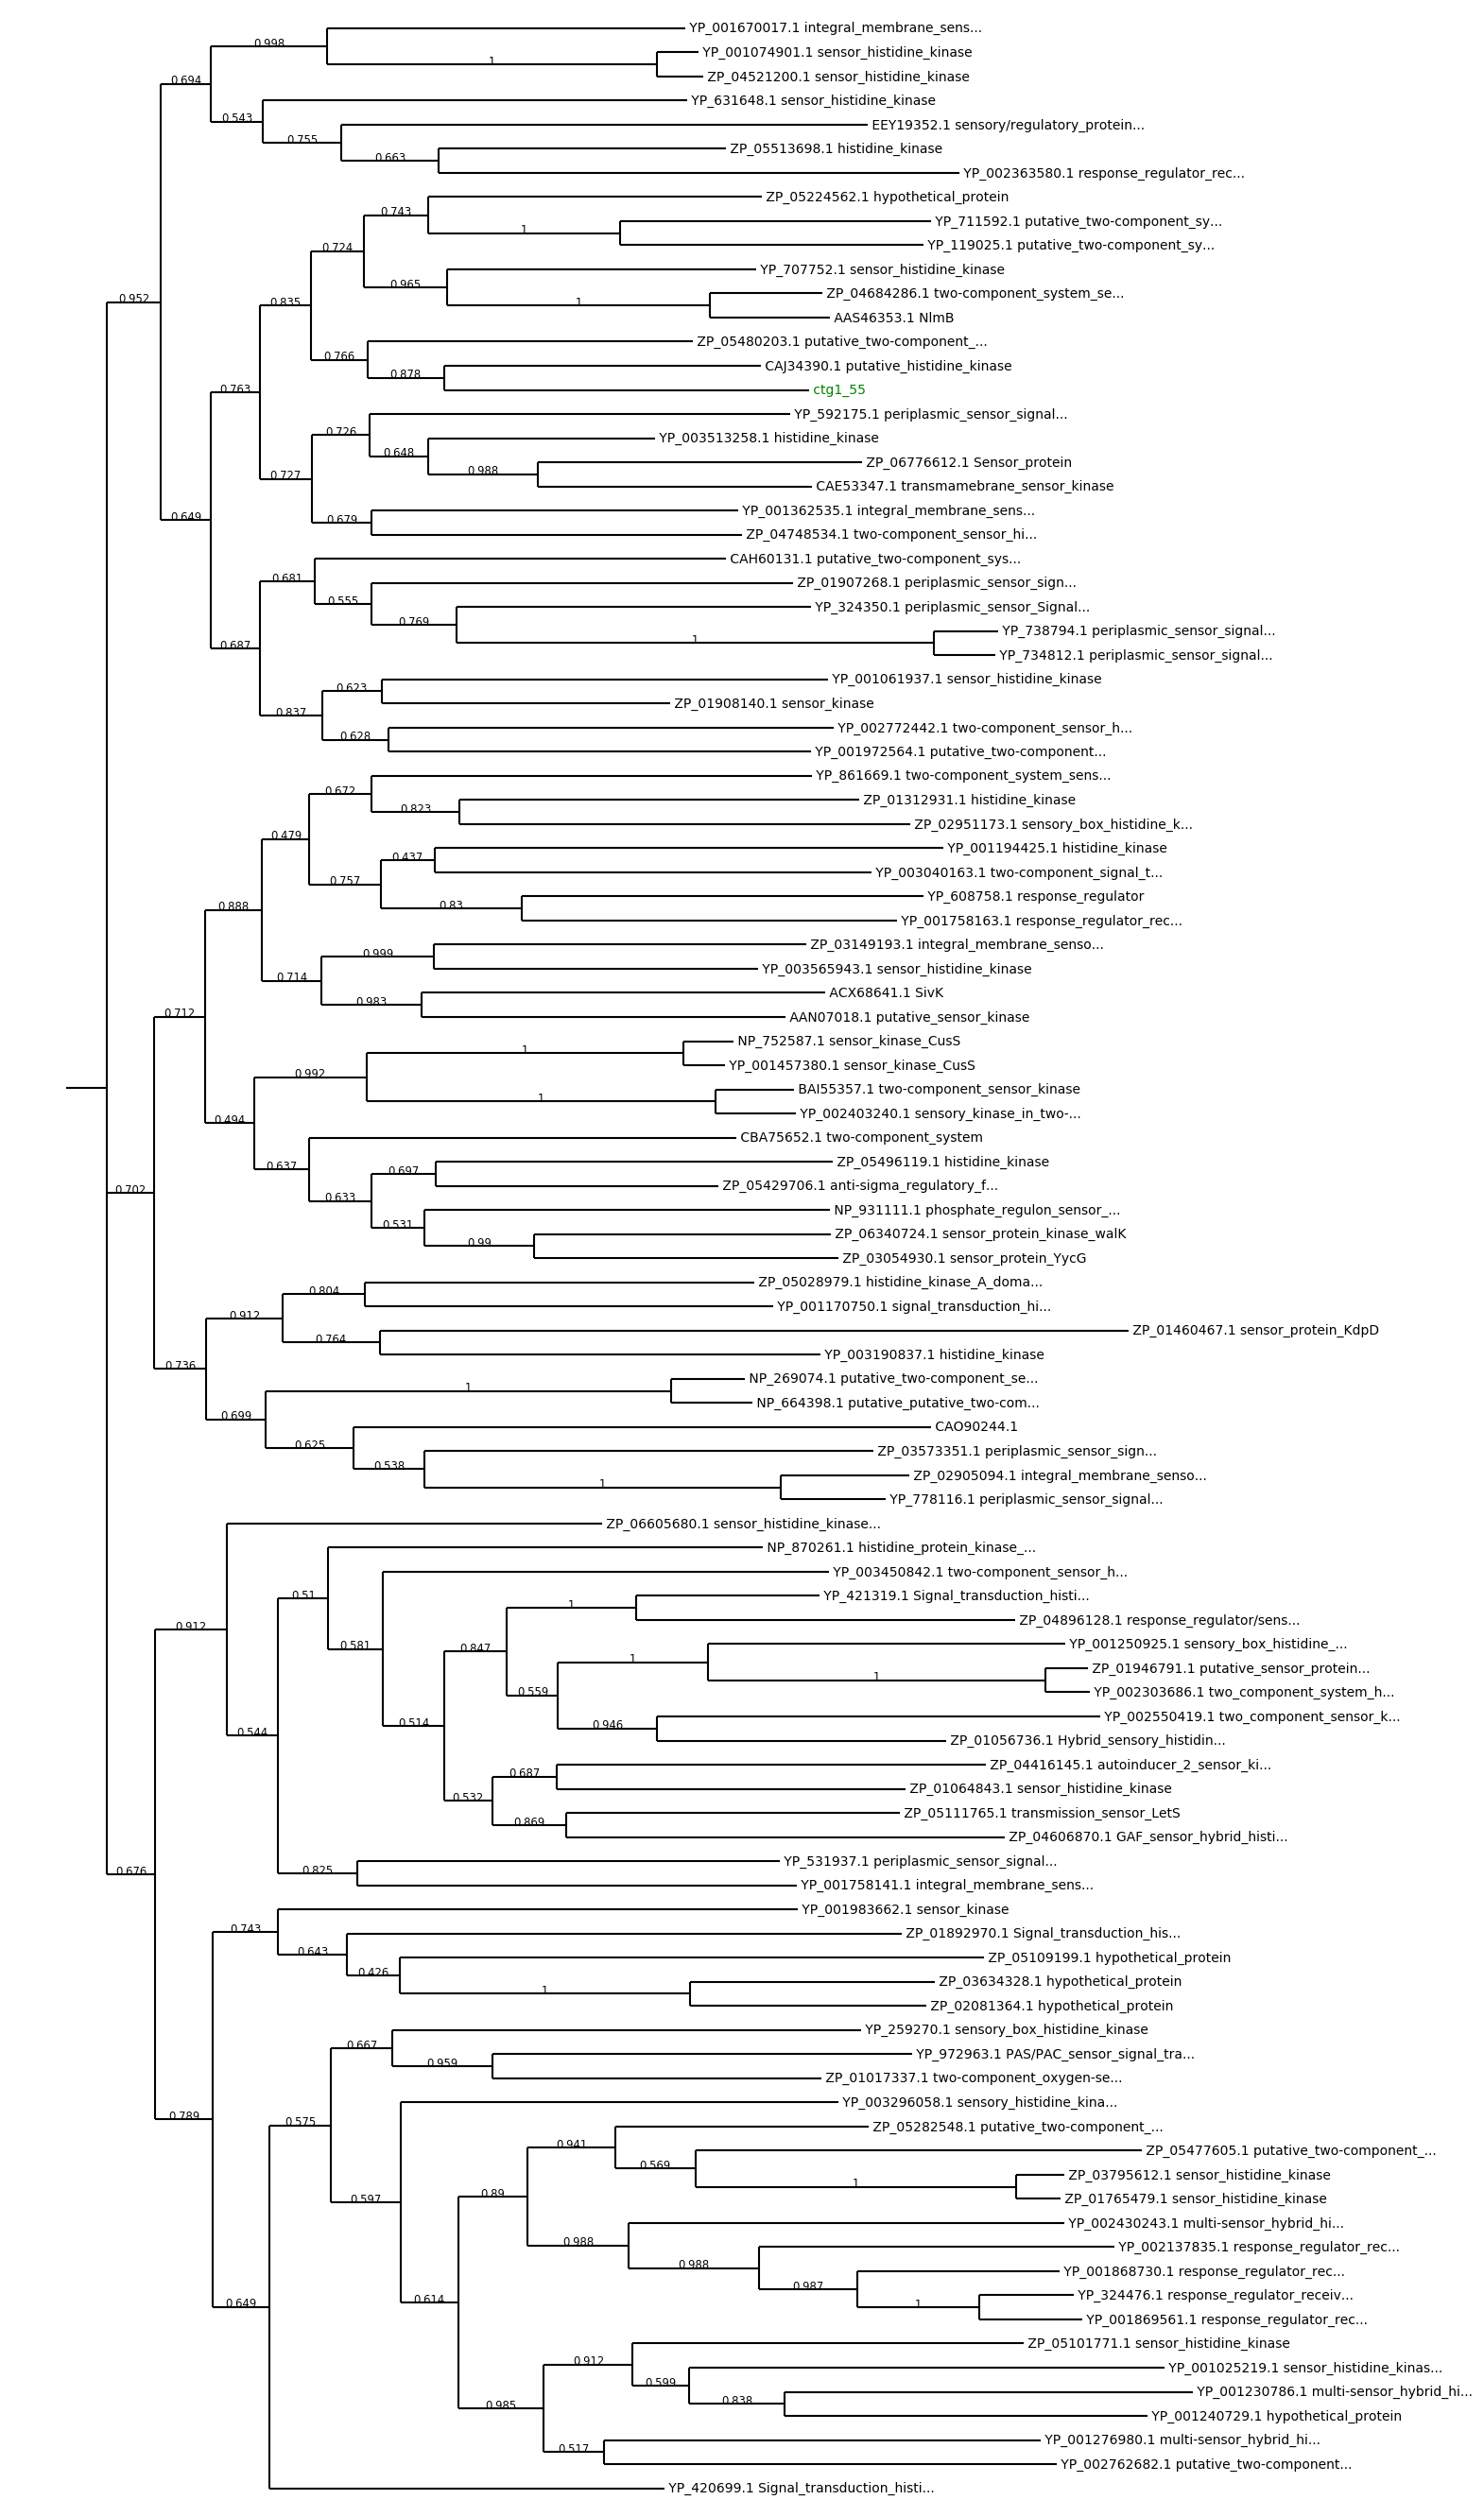 YP_001670017.1 integral_membrane_sens...
0.998
YP_001074901.1 sensor_histidine_kinase
1
ZP_04521200.1 sensor_histidine_kinase
0.694
YP_631648.1 sensor_histidine_kinase
0.543
EEY19352.1 sensory/regulatory_protein...
0.755
ZP_05513698.1 histidine_kinase
0.663
YP_002363580.1 response_regulator_rec...
ZP_05224562.1 hypothetical_protein
0.743
YP_711592.1 putative_two-component_sy...
1
YP_119025.1 putative_two-component_sy...
0.724
YP_707752.1 sensor_histidine_kinase
0.965
ZP_04684286.1 two-component_system_se...
1
0.952
0.835
AAS46353.1 NlmB
ZP_05480203.1 putative_two-component_...
0.766
CAJ34390.1 putative_histidine_kinase
0.878
0.763
ctg1_55
YP_592175.1 periplasmic_sensor_signal...
0.726
YP_003513258.1 histidine_kinase
0.648
ZP_06776612.1 Sensor_protein
0.988
0.727
CAE53347.1 transmamebrane_sensor_kinase
YP_001362535.1 integral_membrane_sens...
0.649
0.679
ZP_04748534.1 two-component_sensor_hi...
CAH60131.1 putative_two-component_sys...
0.681
ZP_01907268.1 periplasmic_sensor_sign...
0.555
YP_324350.1 periplasmic_sensor_Signal...
0.769
YP_738794.1 periplasmic_sensor_signal...
1
0.687
YP_734812.1 periplasmic_sensor_signal...
YP_001061937.1 sensor_histidine_kinase
0.623
ZP_01908140.1 sensor_kinase
0.837
YP_002772442.1 two-component_sensor_h...
0.628
YP_001972564.1 putative_two-component...
YP_861669.1 two-component_system_sens...
0.672
ZP_01312931.1 histidine_kinase
0.823
ZP_02951173.1 sensory_box_histidine_k...
0.479
YP_001194425.1 histidine_kinase
0.437
YP_003040163.1 two-component_signal_t...
0.757
YP_608758.1 response_regulator
0.888
0.83
YP_001758163.1 response_regulator_rec...
ZP_03149193.1 integral_membrane_senso...
0.999
YP_003565943.1 sensor_histidine_kinase
0.714
ACX68641.1 SivK
0.983
0.712
AAN07018.1 putative_sensor_kinase
NP_752587.1 sensor_kinase_CusS
1
YP_001457380.1 sensor_kinase_CusS
0.992
BAI55357.1 two-component_sensor_kinase
1
YP_002403240.1 sensory_kinase_in_two-...
0.494
CBA75652.1 two-component_system
ZP_05496119.1 histidine_kinase
0.637
0.697
ZP_05429706.1 anti-sigma_regulatory_f...
0.702
0.633
NP_931111.1 phosphate_regulon_sensor_...
0.531
ZP_06340724.1 sensor_protein_kinase_walK
0.99
ZP_03054930.1 sensor_protein_YycG
ZP_05028979.1 histidine_kinase_A_doma...
0.804
YP_001170750.1 signal_transduction_hi...
0.912
ZP_01460467.1 sensor_protein_KdpD
0.764
YP_003190837.1 histidine_kinase
0.736
NP_269074.1 putative_two-component_se...
1
NP_664398.1 putative_putative_two-com...
0.699
CAO90244.1
0.625
ZP_03573351.1 periplasmic_sensor_sign...
0.538
ZP_02905094.1 integral_membrane_senso...
1
YP_778116.1 periplasmic_sensor_signal...
ZP_06605680.1 sensor_histidine_kinase...
NP_870261.1 histidine_protein_kinase_...
YP_003450842.1 two-component_sensor_h...
0.51
YP_421319.1 Signal_transduction_histi...
1
ZP_04896128.1 response_regulator/sens...
0.912
0.581
0.847
YP_001250925.1 sensory_box_histidine_...
1
ZP_01946791.1 putative_sensor_protein...
1
0.559
YP_002303686.1 two_component_system_h...
YP_002550419.1 two_component_sensor_k...
0.514
0.946
0.544
ZP_01056736.1 Hybrid_sensory_histidin...
ZP_04416145.1 autoinducer_2_sensor_ki...
0.687
ZP_01064843.1 sensor_histidine_kinase
0.532
ZP_05111765.1 transmission_sensor_LetS
0.869
ZP_04606870.1 GAF_sensor_hybrid_histi...
YP_531937.1 periplasmic_sensor_signal...
0.676
0.825
YP_001758141.1 integral_membrane_sens...
YP_001983662.1 sensor_kinase
0.743
ZP_01892970.1 Signal_transduction_his...
0.643
ZP_05109199.1 hypothetical_protein
0.426
ZP_03634328.1 hypothetical_protein
1
ZP_02081364.1 hypothetical_protein
YP_259270.1 sensory_box_histidine_kinase
0.667
YP_972963.1 PAS/PAC_sensor_signal_tra...
0.959
ZP_01017337.1 two-component_oxygen-se...
YP_003296058.1 sensory_histidine_kina...
0.789
0.575
ZP_05282548.1 putative_two-component_...
0.941
ZP_05477605.1 putative_two-component_...
0.569
ZP_03795612.1 sensor_histidine_kinase
1
0.89
0.597
ZP_01765479.1 sensor_histidine_kinase
YP_002430243.1 multi-sensor_hybrid_hi...
0.988
YP_002137835.1 response_regulator_rec...
0.988
YP_001868730.1 response_regulator_rec...
0.987
YP_324476.1 response_regulator_receiv...
0.614
0.649
1
YP_001869561.1 response_regulator_rec...
ZP_05101771.1 sensor_histidine_kinase
0.912
YP_001025219.1 sensor_histidine_kinas...
0.599
YP_001230786.1 multi-sensor_hybrid_hi...
0.838
0.985
YP_001240729.1 hypothetical_protein
YP_001276980.1 multi-sensor_hybrid_hi...
0.517
YP_002762682.1 putative_two-component...
YP_420699.1 Signal_transduction_histi...